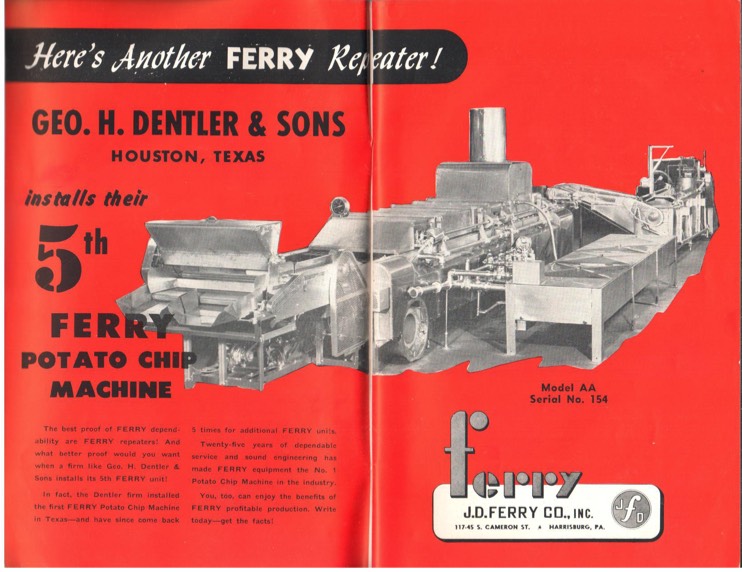 Here's Another FERRY Repeater!
GEO. H. DENTLER & SONS
HOUSTON, TEXAS
installs their
5th
FERRY
POTATO CHIP
MACHINE
The best proof of FERRY depend-
ability are FERRY repeaters! And
what better proof would you want
when a firm like Geo. H. Dentler &
Sons installs its 5th FERRY unit!
In fact, the Dentler firm installed
the first FERRY Potato Chip Machine
in Texas—and have since come back
5 times for additional FERRY units.
Twenty-five years of dependable
service and sound engineering has
made FERRY equipment the No. 1
Potato Chip Machine in the industry.
You, too, can enjoy the benefits of
FERRY profitable production. Write
today—get the facts!
Model AA
Serial No. 154
ferry
J.D. FERRY CO., INC.
117-45 S. CAMERON ST. ★ HARRISBURG, PA.
J f D